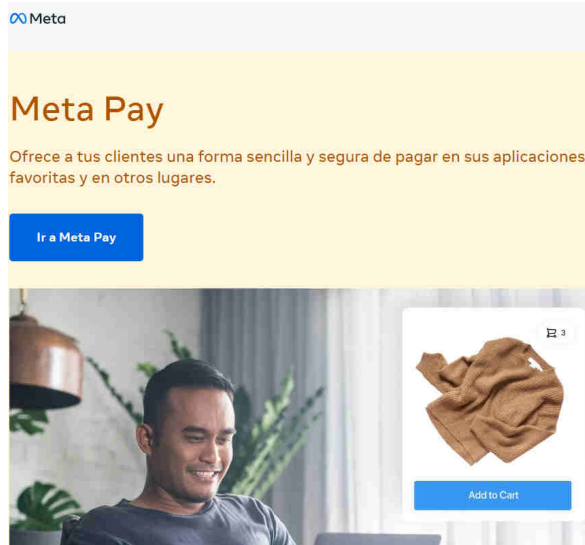 Meta
Meta Pay
Ofrece a tus clientes una forma sencilla y segura de pagar en sus aplicaciones
favoritas y en otros lugares.
Ir a Meta Pay
3
Add to Cart